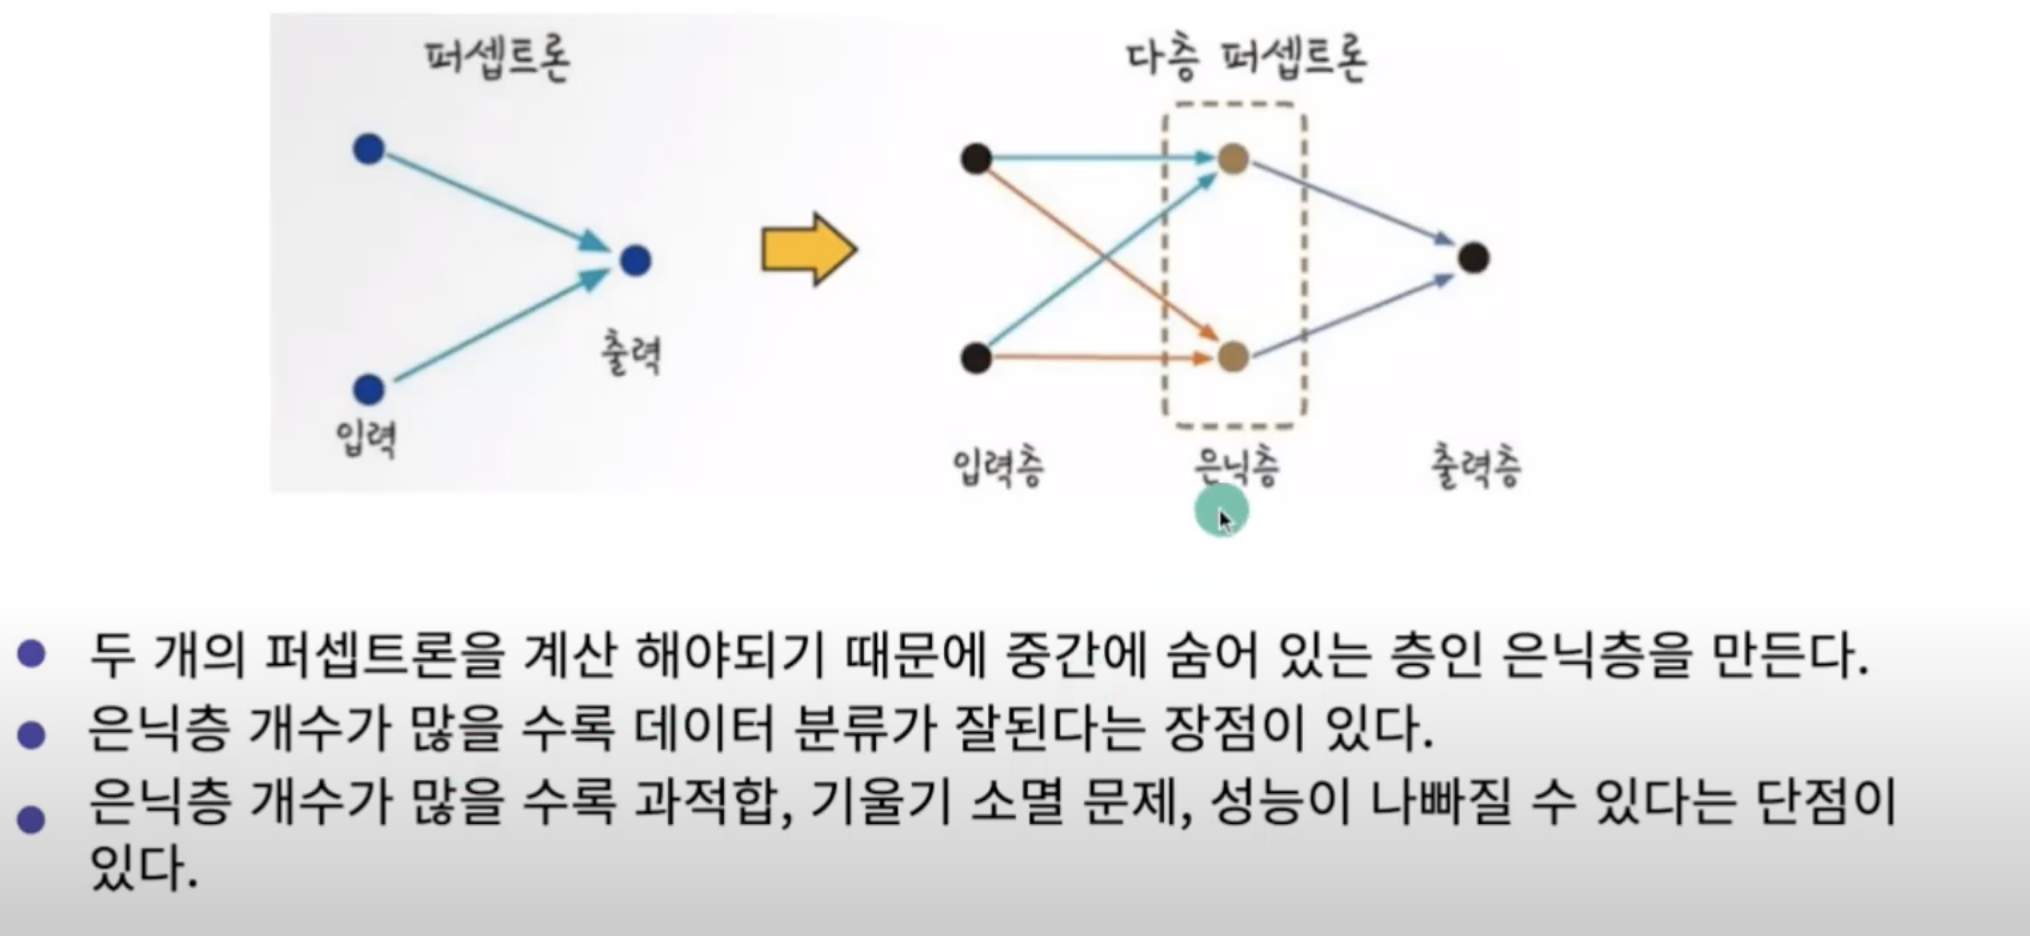 퍼셉트론
다층 퍼셉트론
출력
입력
입력층
은닉층
출력층
두 개의 퍼셉트론을 계산 해야되기 때문에 중간에 숨어 있는 층인 은닉층을 만든다.
은닉층 개수가 많을 수록 데이터 분류가 잘된다는 장점이 있다.
은닉층 개수가 많을 수록 과적합, 기울기 소멸 문제, 성능이 나빠질 수 있다는 단점이
있다.